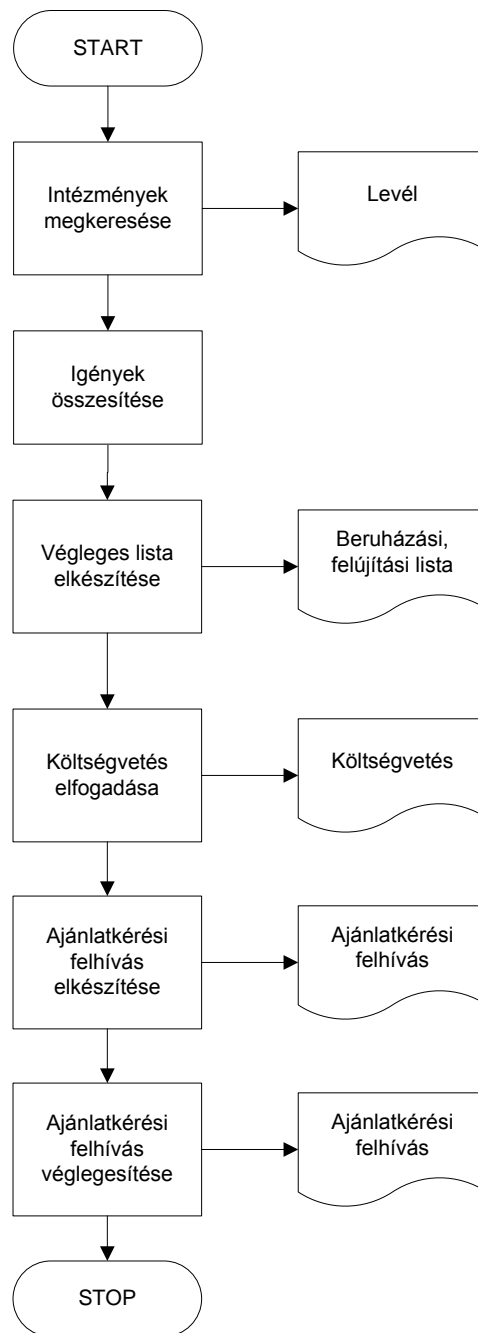 START
Intézmények
megkeresése
Levél
Igények
összesítése
Végleges lista
elkészítése
Beruházási,
felújítási lista
Költségvetés
elfogadása
Költségvetés
Ajánlatkérési
felhívás
elkészítése
Ajánlatkérési
felhívás
Ajánlatkérési
felhívás
véglegesítése
Ajánlatkérési
felhívás
STOP